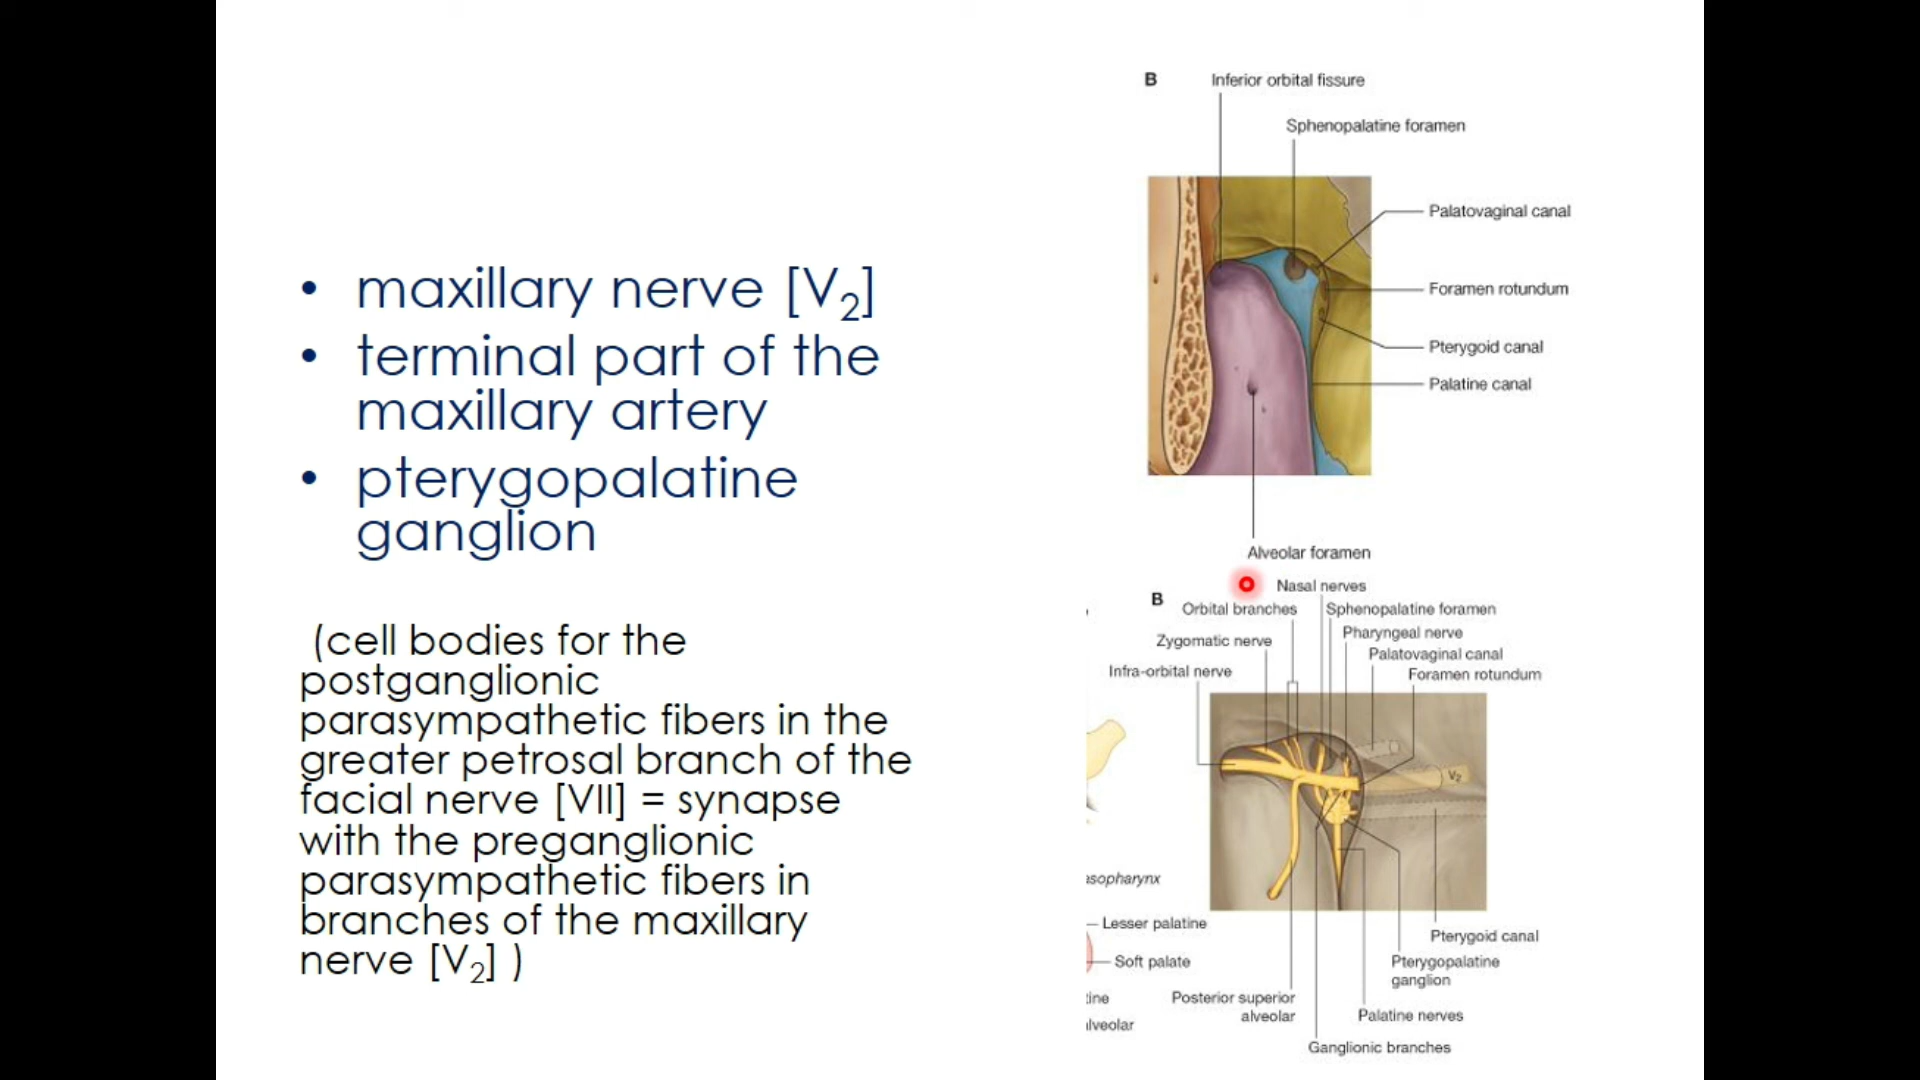 • maxillary nerve [V2]
• terminal part of the
maxillary artery
• pterygopalatine
ganglion
(cell bodies for the
postganglionic
parasympathetic fibers in the
greater petrosal branch of the
facial nerve [VII] = synapse
with the preganglionic
parasympathetic fibers in
branches of the maxillary
nerve [V2] )
B
Inferior orbital fissure
Sphenopalatine foramen
Palatovaginal canal
Foramen rotundum
Pterygoid canal
Palatine canal
Alveolar foramen
B
Nasal nerves
Orbital branches
Sphenopalatine foramen
Zygomatic nerve
Pharyngeal nerve
Palatovaginal canal
Infra-orbital nerve
Foramen rotundum
V2
asopharynx
Lesser palatine
Soft palate
tine
alveolar
Pterygoid canal
Pterygopalatine
ganglion
Posterior superior
alveolar
Palatine nerves
Ganglionic branches